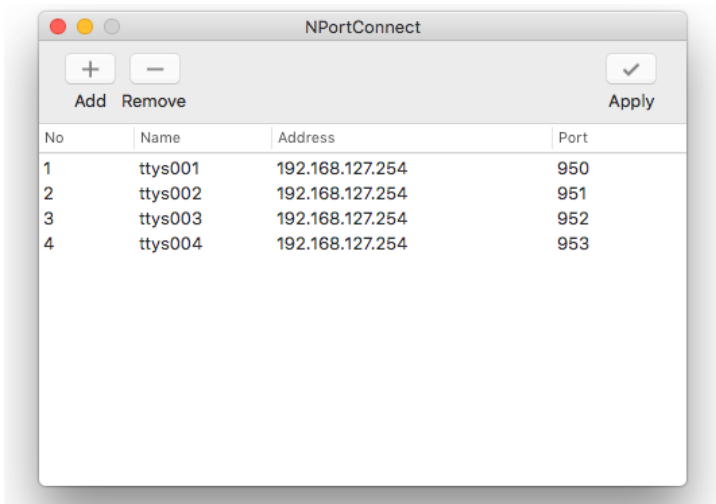 NPortConnect
Add Remove Apply
No Name Address Port
1 ttys001 192.168.127.254 950
2 ttys002 192.168.127.254 951
3 ttys003 192.168.127.254 952
4 ttys004 192.168.127.254 953